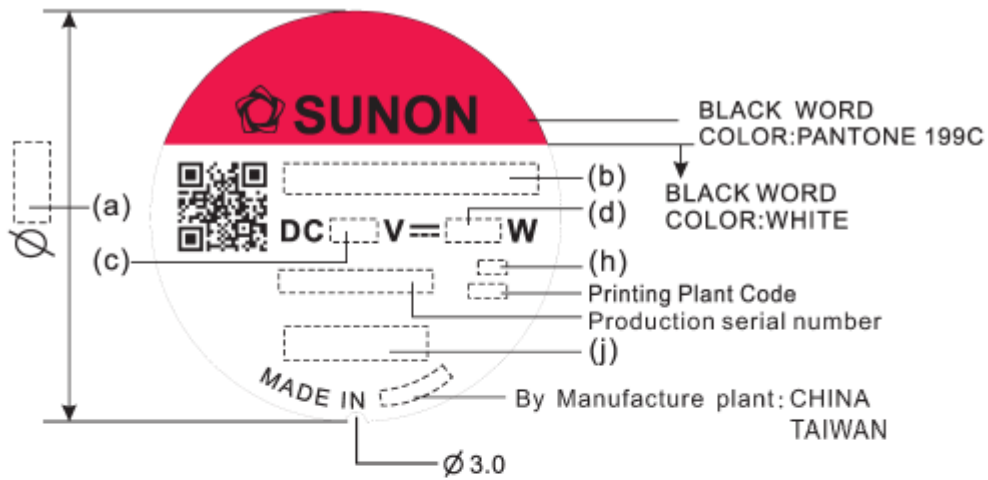 SUNON
BLACK WORD
COLOR:PANTONE 199C
(b)
BLACK WORD
COLOR:WHITE
(a)
(d)
DC V W
(c)
(h)
Printing Plant Code
Production serial number
(j)
MADE IN
By Manufacture plant: CHINA
TAIWAN
Ø
Ø 3.0